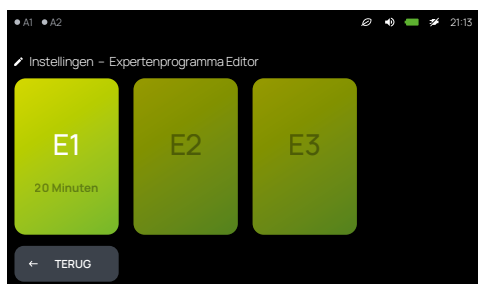 A1 A2 21:13
Instellingen – Expertenprogramma Editor
E1 E2 E3
20 Minuten
← TERUG